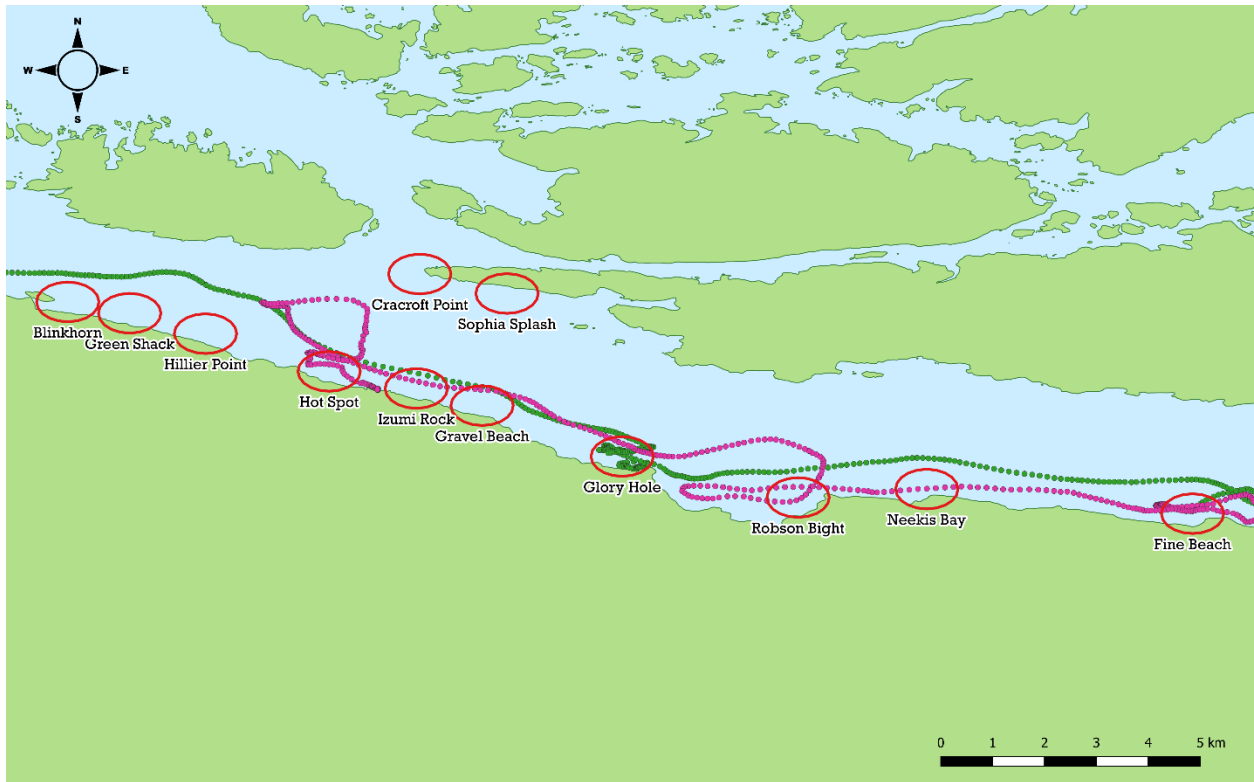 N
W E
S
Cracroft Point
Blinkhorn
Sophia Splash
Green Shack
Hillier Point
Hot Spot
Izumi Rock
Gravel Beach
Glory Hole
Robson Bight
Neekis Bay
Fine Beach
0 1 2 3 4 5 km